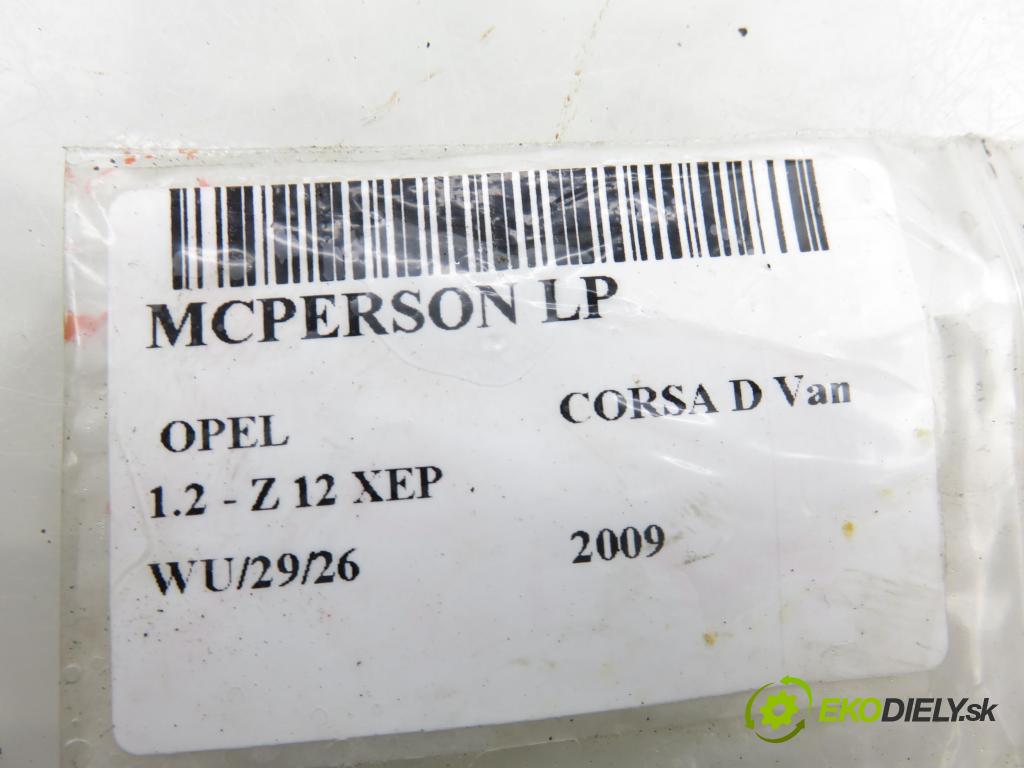 MCPERSON LP
OPEL CORSA D Van
1.2 - Z 12 XEP
WU/29/26 2009
EKODIELY.sk